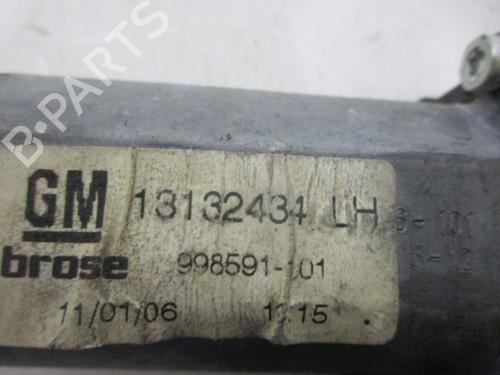 B-PARTS
GM 13132434 LH
brose 998591-101
11/01/06